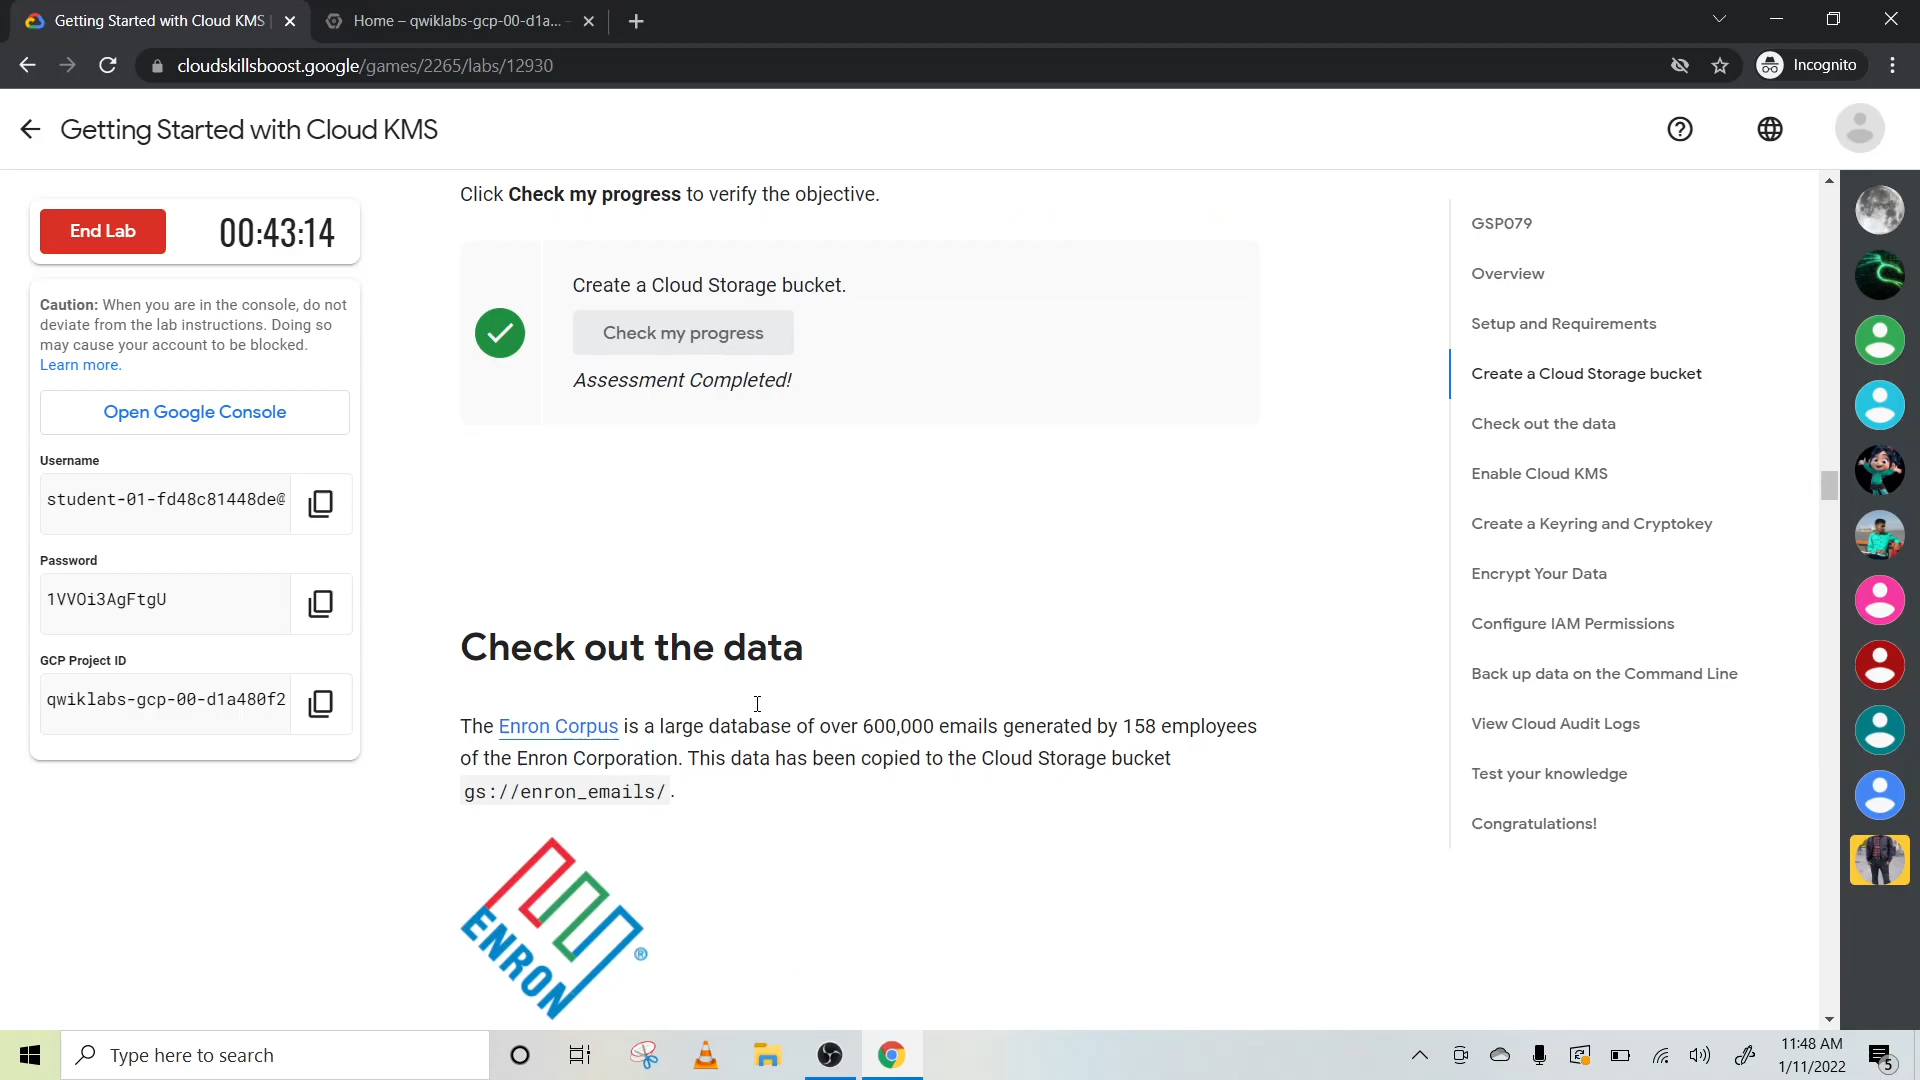 Getting Started with Cloud KMS
Home – qwiklabs-gcp-00-d1a...
cloudskillsboost.google/games/2265/labs/12930
Incognito
Getting Started with Cloud KMS
End Lab
00:43:14
Caution: When you are in the console, do not
deviate from the lab instructions. Doing so
may cause your account to be blocked.
Learn more.
Open Google Console
Username
student-01-fd48c81448de@
Password
1VVOi3AgFtgU
GCP Project ID
qwiklabs-gcp-00-d1a480f2
Click Check my progress to verify the objective.
Create a Cloud Storage bucket.
Check my progress
Assessment Completed!
Check out the data
The Enron Corpus is a large database of over 600,000 emails generated by 158 employees
of the Enron Corporation. This data has been copied to the Cloud Storage bucket
gs://enron_emails/.
ENRON®
GSP079
Overview
Setup and Requirements
Create a Cloud Storage bucket
Check out the data
Enable Cloud KMS
Create a Keyring and Cryptokey
Encrypt Your Data
Configure IAM Permissions
Back up data on the Command Line
View Cloud Audit Logs
Test your knowledge
Congratulations!
Type here to search
11:48 AM
1/11/2022
5